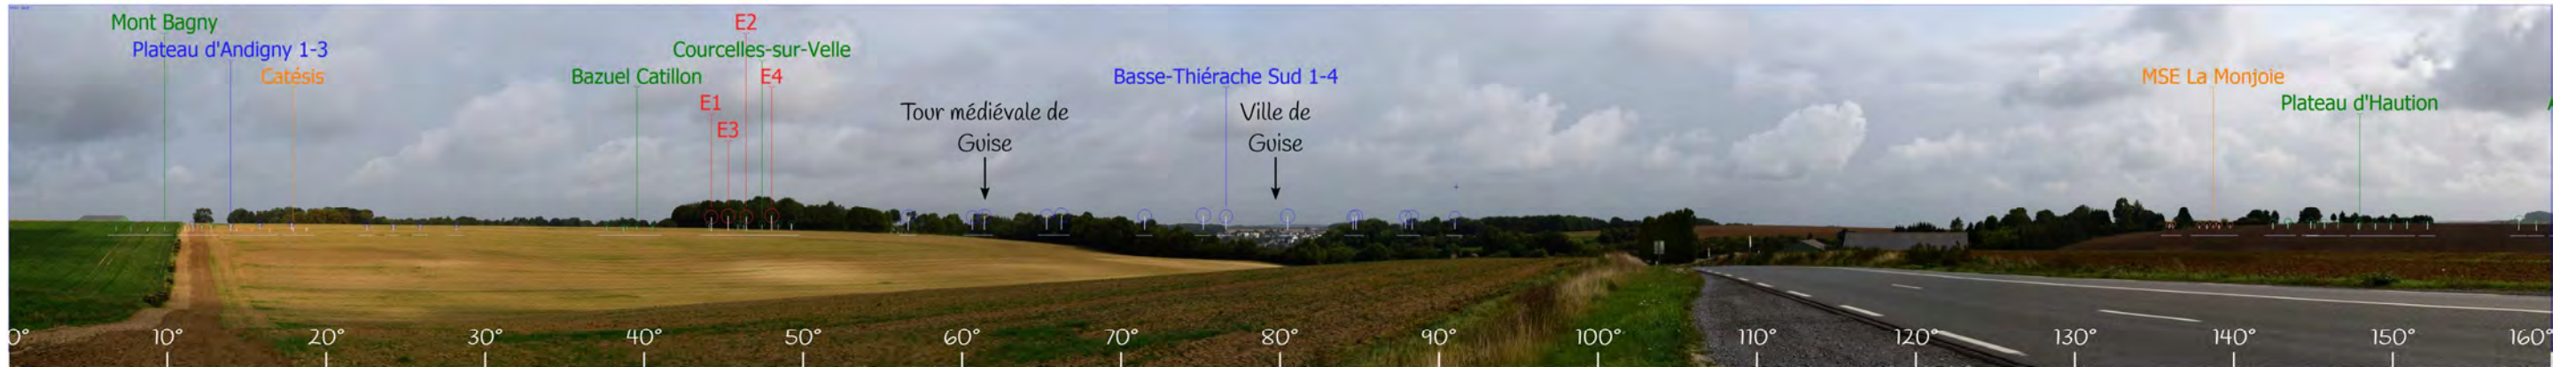 Mont Bagny
Plateau d'Andigny 1-3
Catésis
Bazuel Catillon
E2
Courcelles-sur-Velle
E4
E1
E3
Tour médiévale de
Guise
Basse-Thiérache Sud 1-4
Ville de
Guise
MSE La Monjoie
Plateau d'Haution
0° 10° 20° 30° 40° 50° 60° 70° 80° 90° 100° 110° 120° 130° 140° 150° 160°